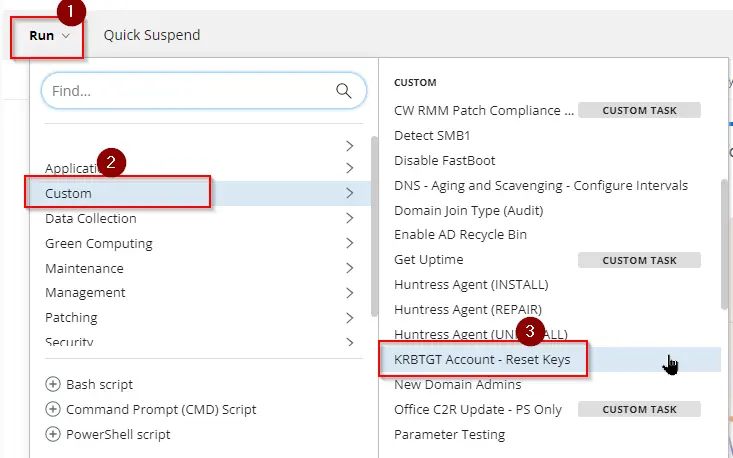 1
Run
Quick Suspend
Find...
Application
2
Custom
Data Collection
Green Computing
Maintenance
Management
Patching
Security
Bash script
Command Prompt (CMD) Script
PowerShell script
CUSTOM
CW RMM Patch Compliance ... CUSTOM TASK
Detect SMB1
Disable FastBoot
DNS - Aging and Scavenging - Configure Intervals
Domain Join Type (Audit)
Enable AD Recycle Bin
Get Uptime CUSTOM TASK
Huntress Agent (INSTALL)
Huntress Agent (REPAIR)
Huntress Agent (UNINSTALL)
3
KRBTGT Account - Reset Keys
New Domain Admins
Office C2R Update - PS Only CUSTOM TASK
Parameter Testing